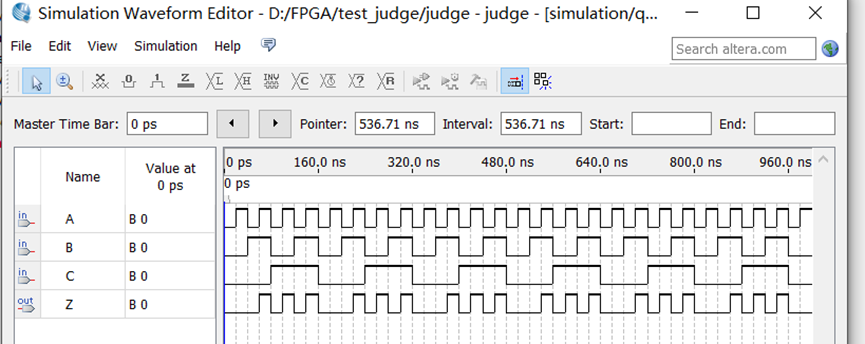 Simulation Waveform Editor - D:/FPGA/test_judge/judge - judge - [simulation/q...
File Edit View Simulation Help
Search altera.com
Master Time Bar: 0 ps Pointer: 536.71 ns Interval: 536.71 ns Start: End:
Name Value at 0 ps
0 ps 160.0 ns 320.0 ns 480.0 ns 640.0 ns 800.0 ns 960.0 ns
0 ps
in A B 0
in B B 0
in C B 0
out Z B 0